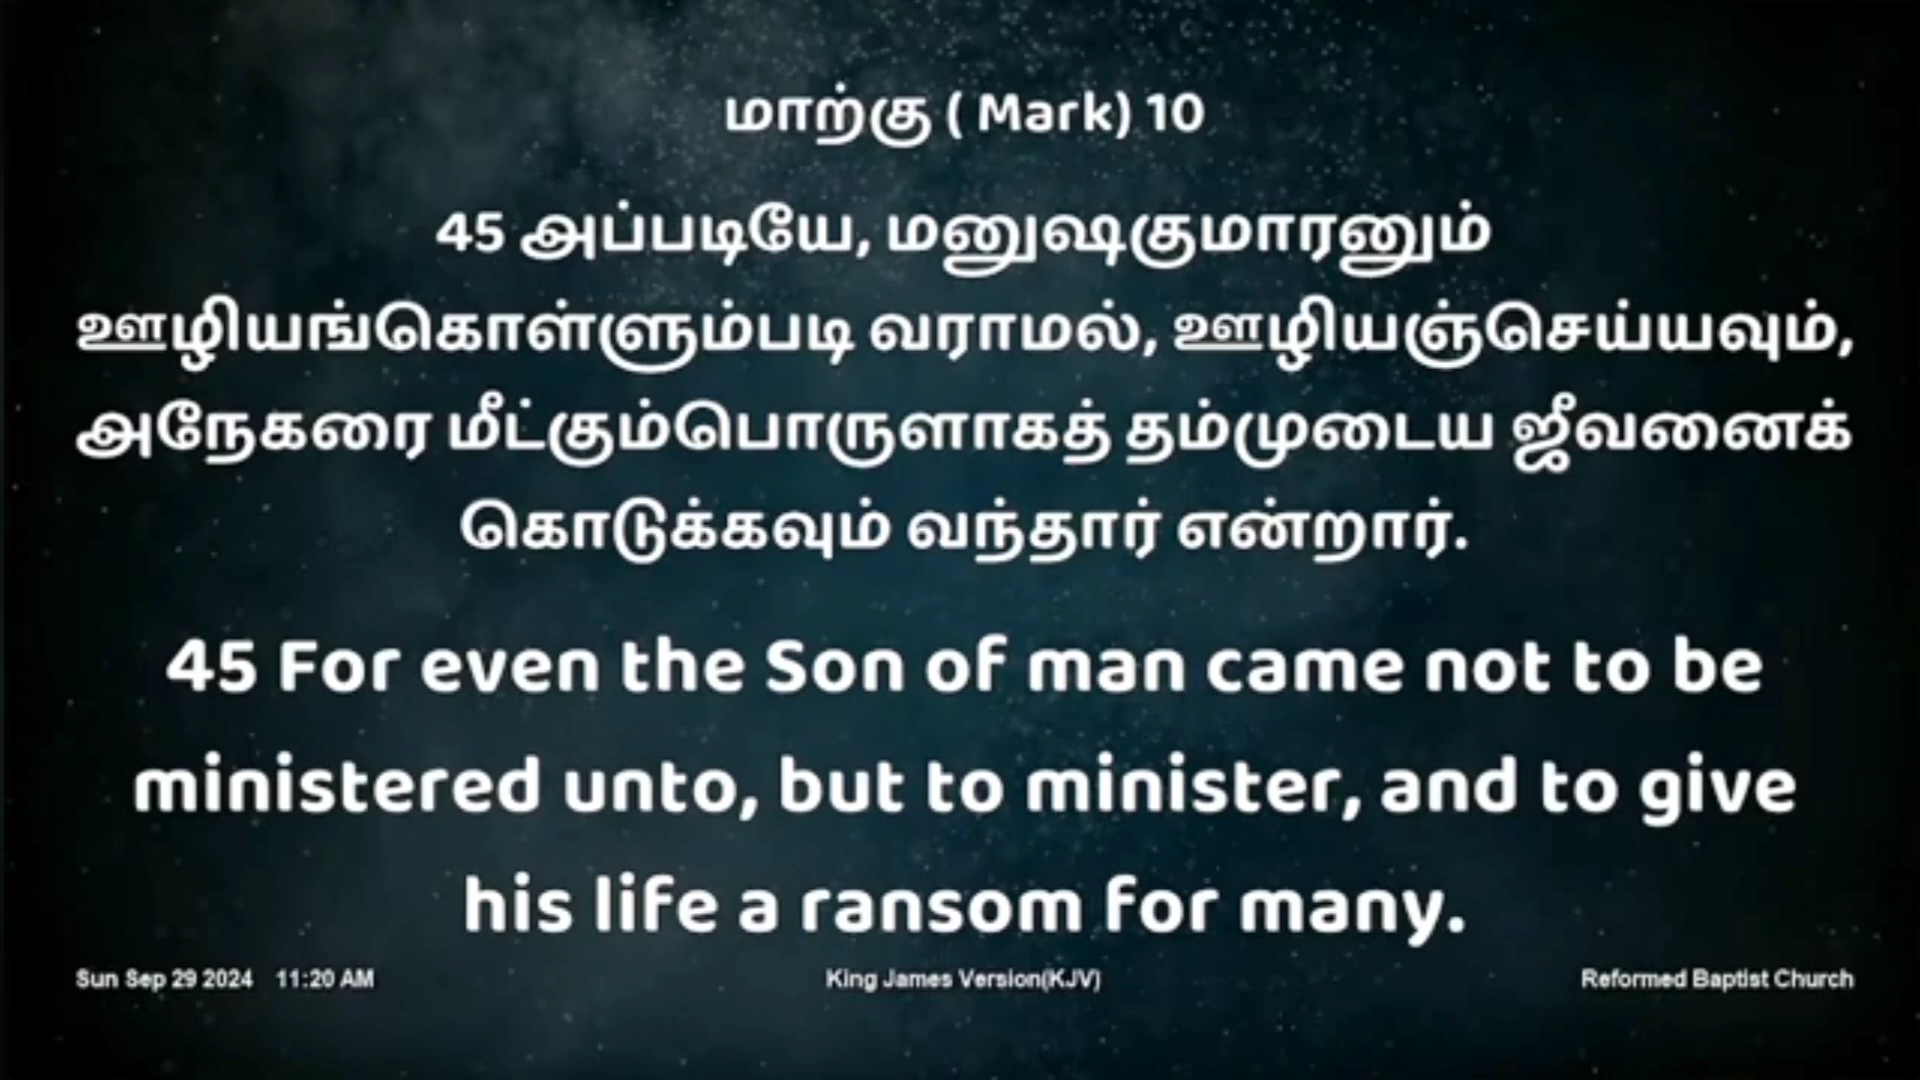 மாற்கு ( Mark) 10
45 அப்படியே, மனுஷகுமாரனும்
ஊழியங்கொள்ளும்படி வராமல், ஊழியஞ்செய்யவும்,
அநேகரை மீட்கும்பொருளாகத் தம்முடைய ஜீவனைக்
கொடுக்கவும் வந்தார் என்றார்.
45 For even the Son of man came not to be
ministered unto, but to minister, and to give
his life a ransom for many.
Sun Sep 29 2024 11:20 AM King James Version(KJV) Reformed Baptist Church